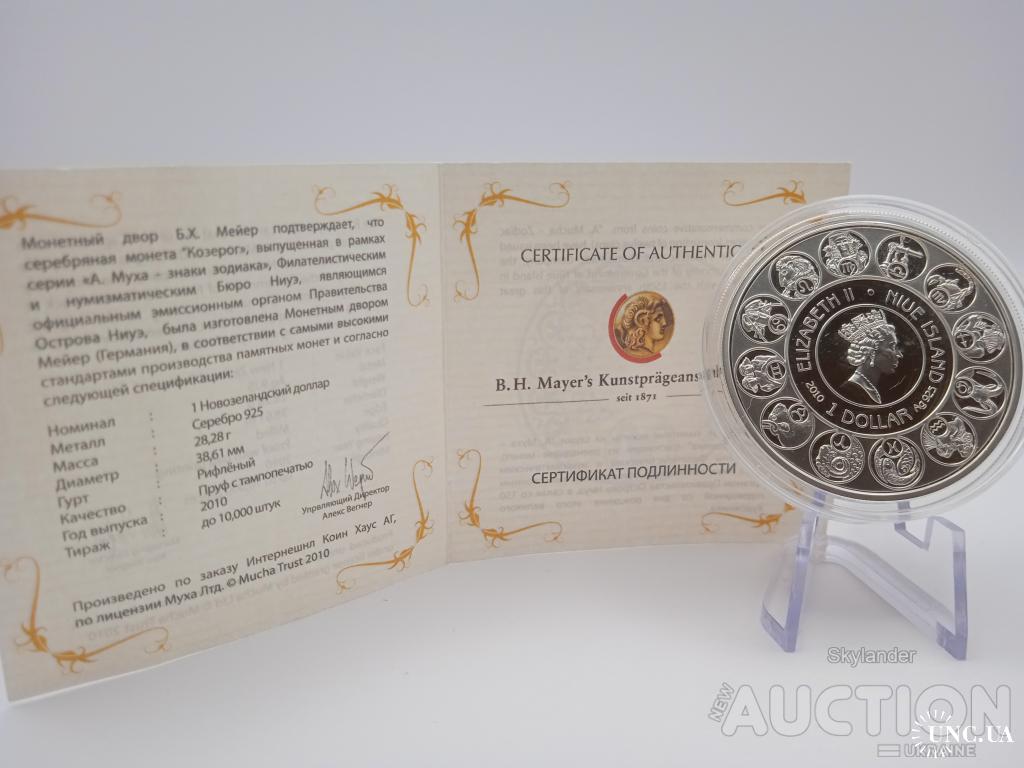 Монетный двор Б.Х. Мейер подтверждает, что
серебряная монета "Козерог", выпущенная в рамках
серии «А. Муха - знаки зодиака», Филателистическим
и нумизматическим Бюро Ниуэ, являющимся
официальным эмиссионным органом Правительства
Острова Ниуэ, была изготовлена Монетным двором
Мейер (Германия), в соответствии с самыми высокими
стандартами производства памятных монет и согласно
следующей спецификации:
Номинал : 1 Новозеландский доллар
Металл : Серебро 925
Масса : 28,28 г
Диаметр : 38,61 мм
Гурт : Рифлёный
Качество : Пруф с тампопечатью
Год выпуска : 2010
Тираж : до 10,000 штук
Управляющий Директор
Алекс Вегнер
Произведено по заказу Интернешнл Коин Хаус АГ,
по лицензии Муха Лтд. © Mucha Trust 2010
CERTIFICATE OF AUTHENTIC
B. H. Mayer's Kunstprägeans
seit 1871
СЕРТИФИКАТ ПОДЛИННОСТИ
ELIZABETH II • NIUE ISLAND
2010 1 DOLLAR Ag 925
Skylander
NEW AUCTION
UKRAINE
UNC.UA